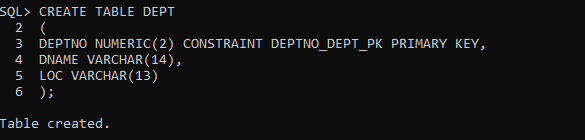 SQL> CREATE TABLE DEPT
2 (
3 DEPTNO NUMERIC(2) CONSTRAINT DEPTNO_DEPT_PK PRIMARY KEY,
4 DNAME VARCHAR(14),
5 LOC VARCHAR(13)
6 );
Table created.